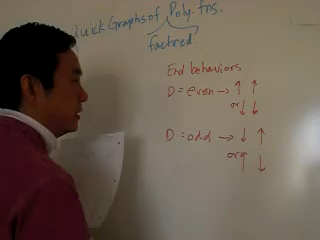 Quick Graphs of Poly. fns.
factored.
End behaviors
D = even → ↑ ↑
or ↓ ↓
D = odd → ↓ ↑
or ↑ ↓